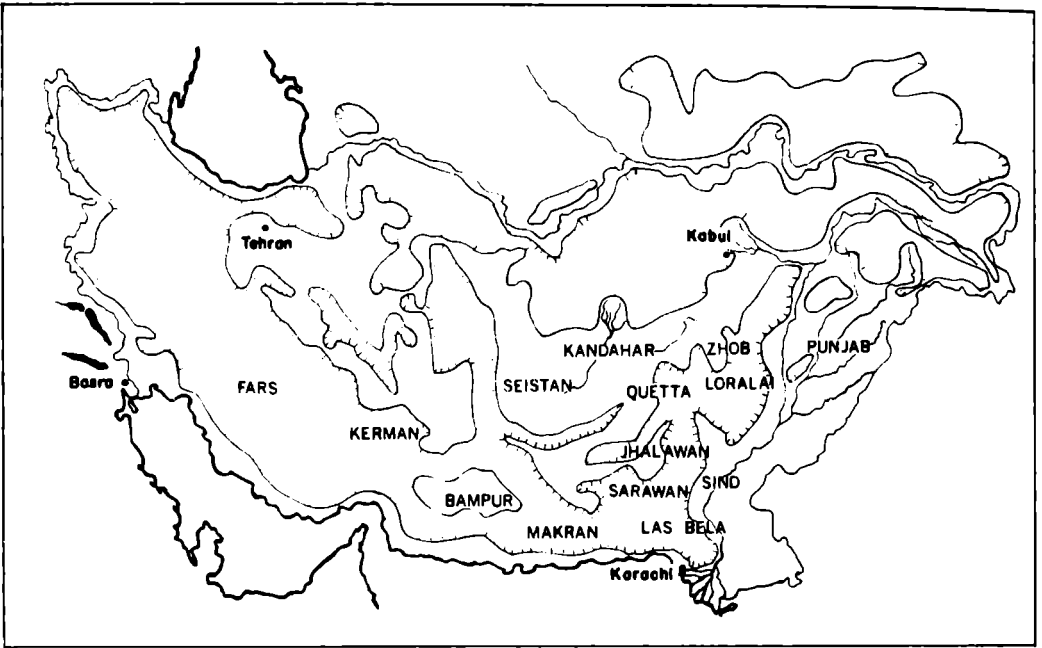 Tehran
Kabul
KANDAHAR
ZHOB
PUNJAB
Basra
FARS
SEISTAN
QUETTA
LORALAI
KERMAN
JHALAWAN
BAMPUR
SARAWAN
SIND
MAKRAN
LAS BELA
Karachi